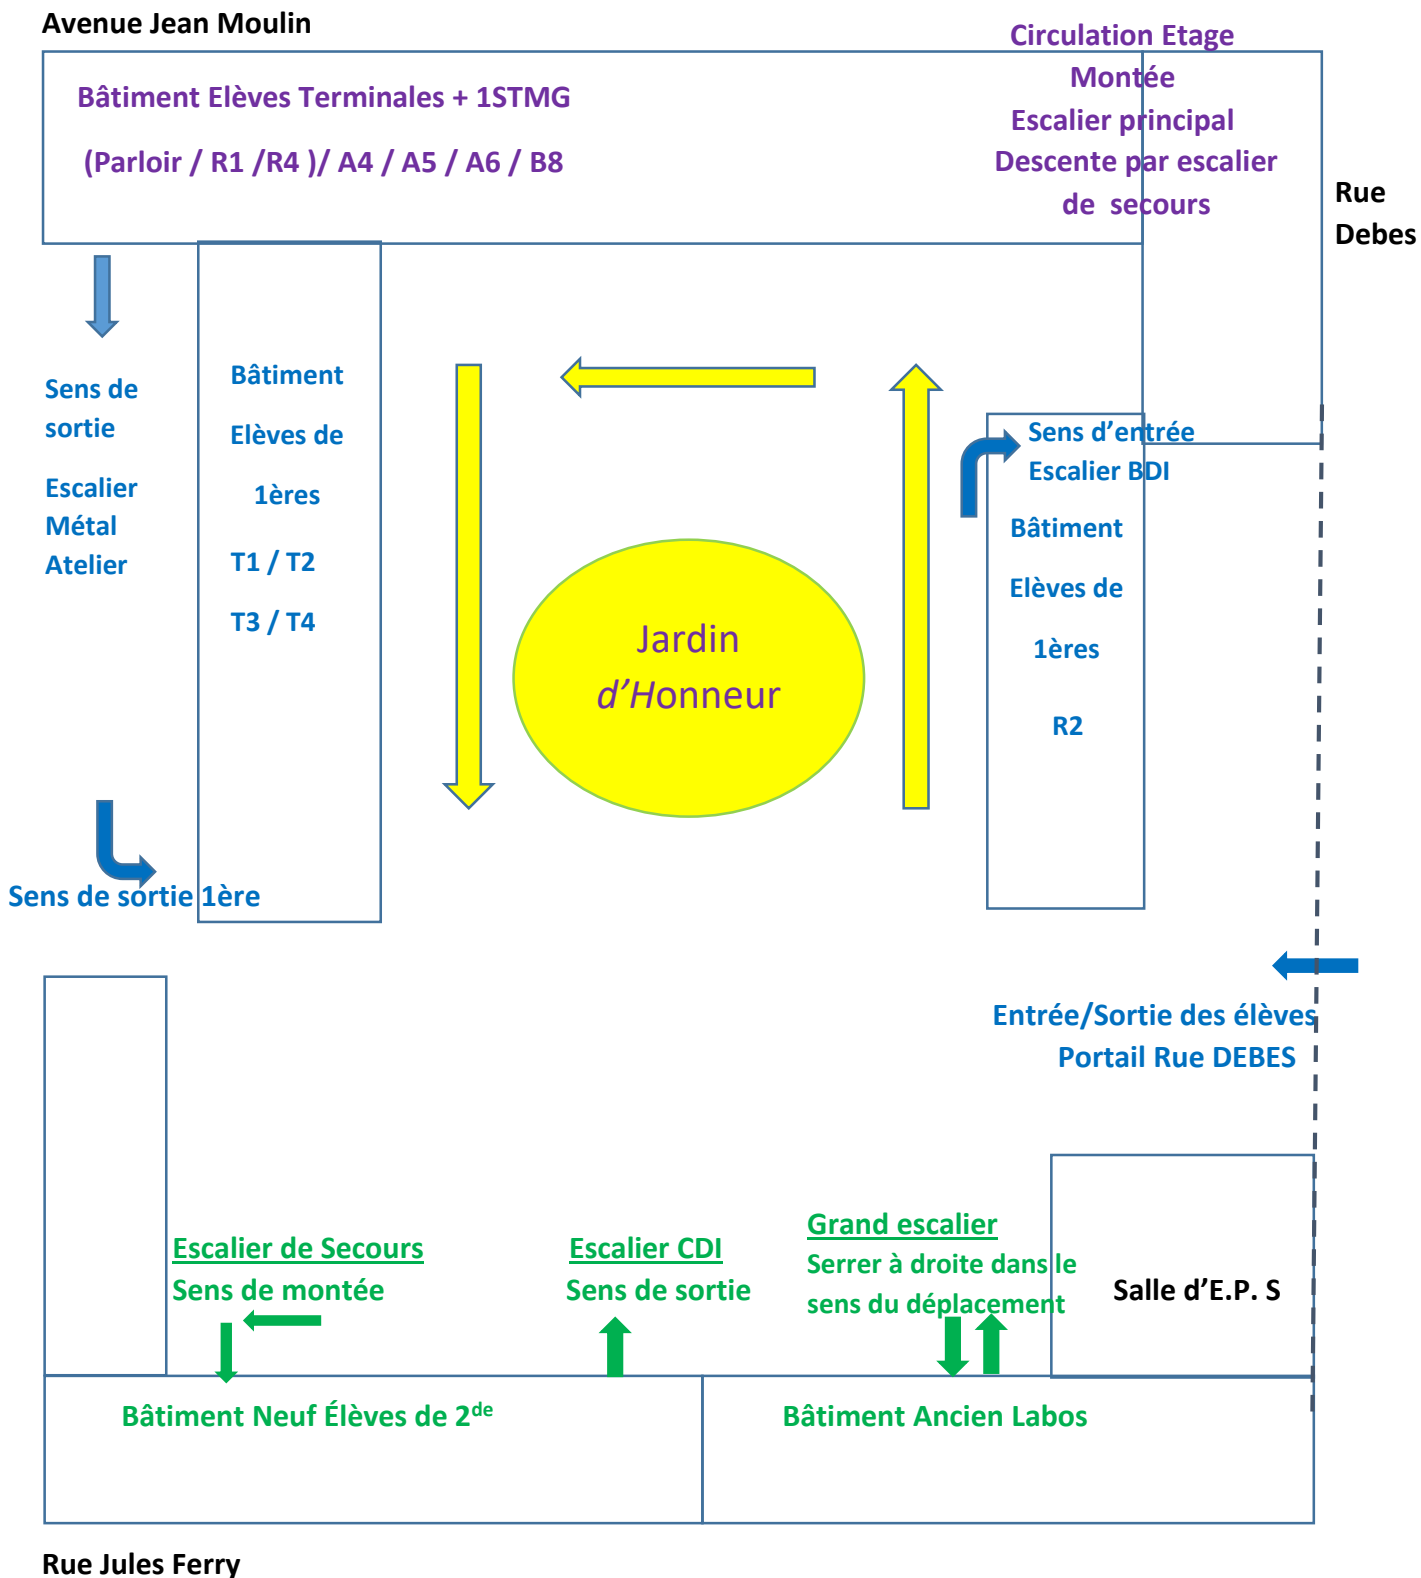 Avenue Jean Moulin
Circulation Etage
Montée
Escalier principal
Descente par escalier
de secours
Bâtiment Elèves Terminales + 1STMG
(Parloir / R1 /R4 )/ A4 / A5 / A6 / B8
Rue
Debes
Sens de
sortie
Escalier
Métal
Atelier
Bâtiment
Elèves de
1ères
T1 / T2
T3 / T4
Jardin
d’Honneur
Sens d’entrée
Escalier BDI
Bâtiment
Elèves de
1ères
R2
Sens de sortie 1ère
Entrée/Sortie des élèves
Portail Rue DEBES
Escalier de Secours
Sens de montée
Escalier CDI
Sens de sortie
Grand escalier
Serrer à droite dans le
sens du déplacement
Salle d’E.P. S
Bâtiment Neuf Élèves de 2de
Bâtiment Ancien Labos
Rue Jules Ferry